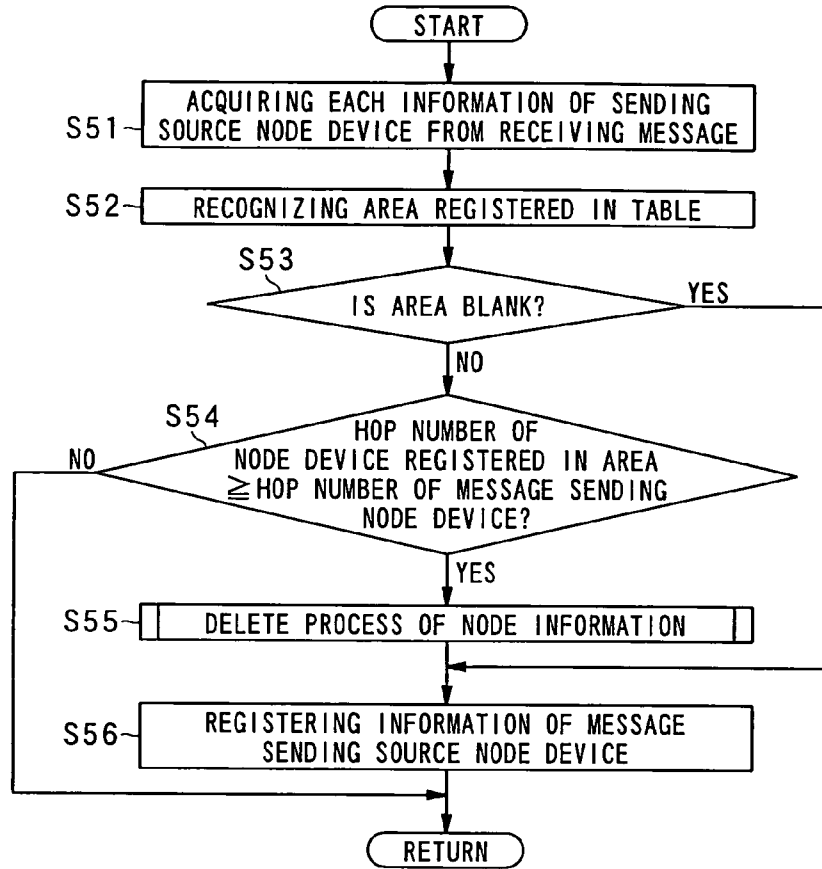 START
S51
ACQUIRING EACH INFORMATION OF SENDING
SOURCE NODE DEVICE FROM RECEIVING MESSAGE
S52
RECOGNIZING AREA REGISTERED IN TABLE
S53
IS AREA BLANK?
YES
NO
S54
HOP NUMBER OF
NODE DEVICE REGISTERED IN AREA
≧HOP NUMBER OF MESSAGE SENDING
NODE DEVICE?
NO
YES
S55
DELETE PROCESS OF NODE INFORMATION
S56
REGISTERING INFORMATION OF MESSAGE
SENDING SOURCE NODE DEVICE
RETURN